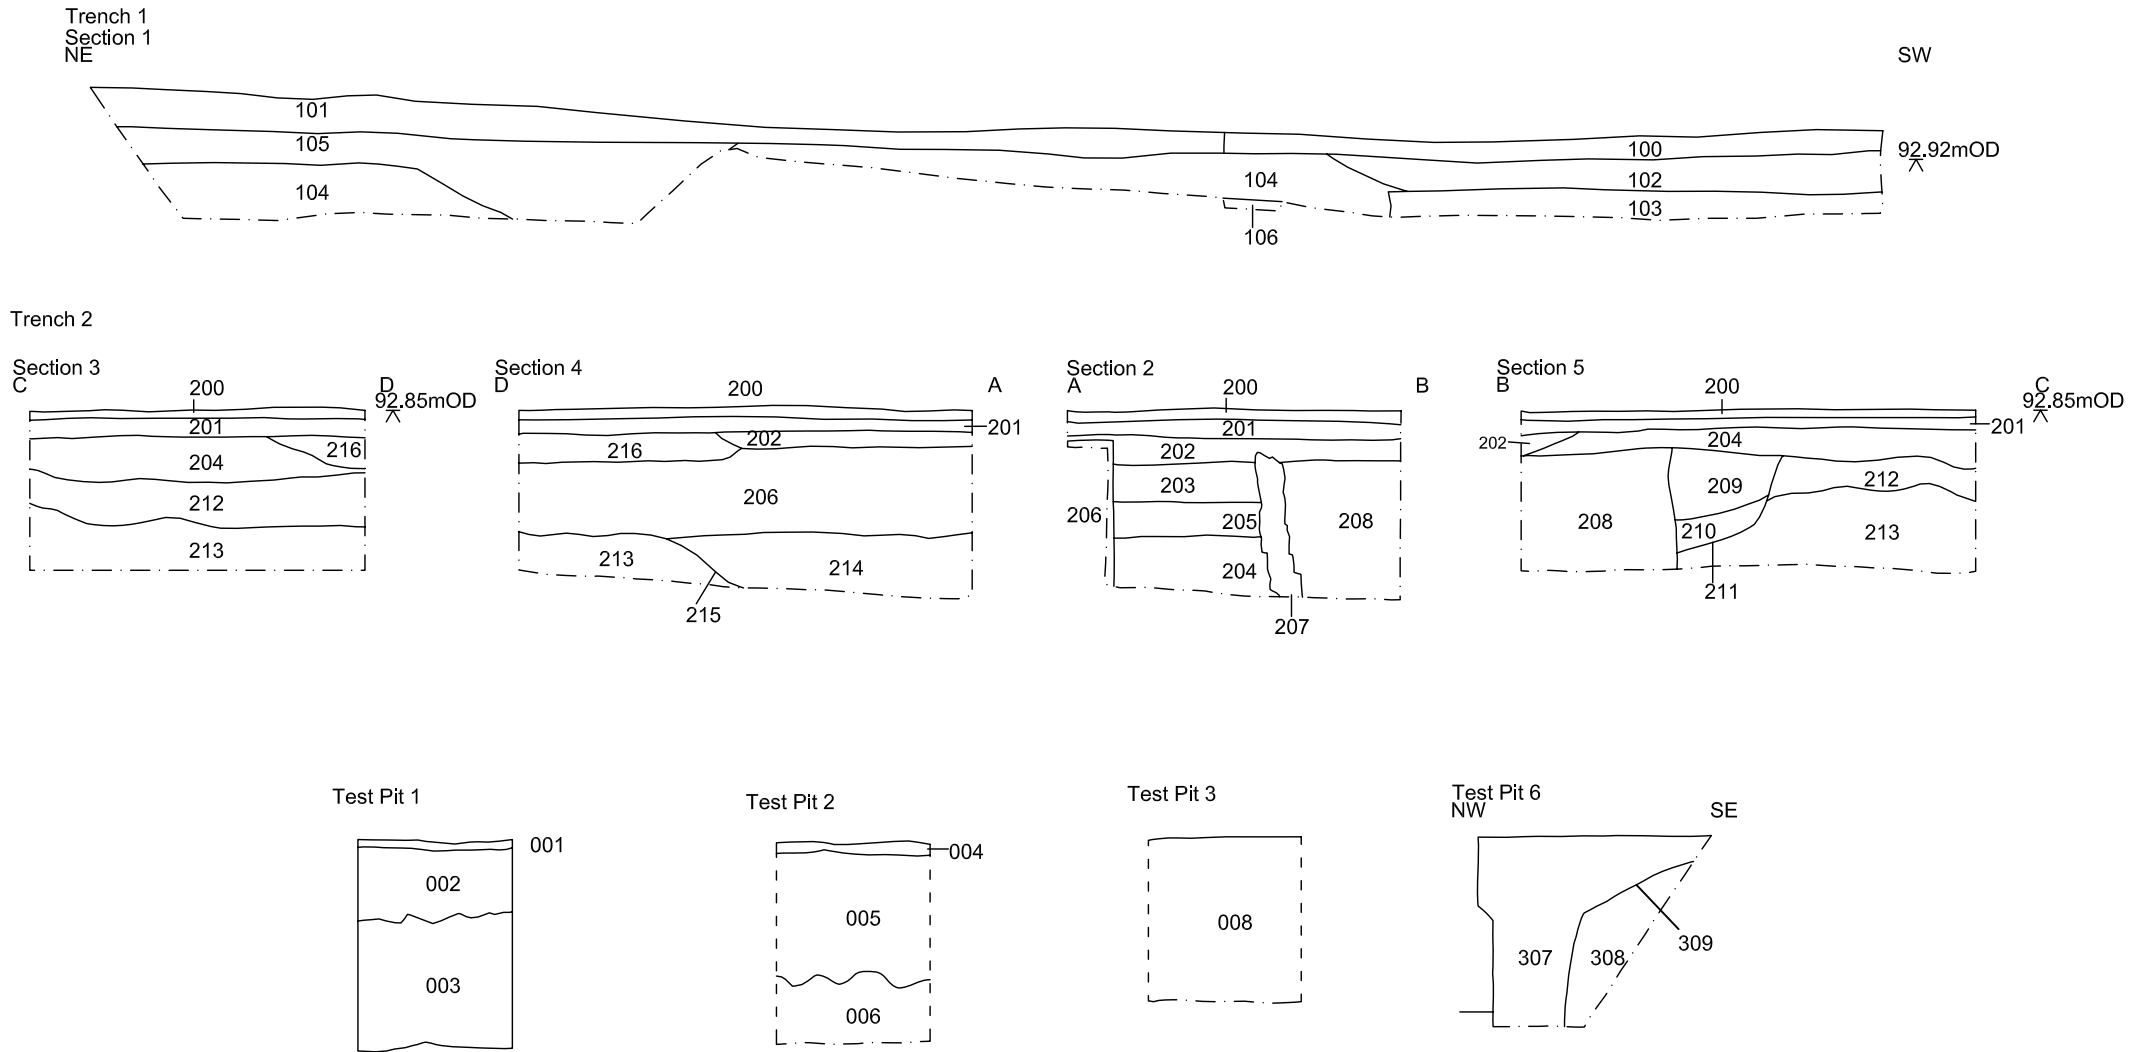 Trench 1
Section 1
NE
SW
101
105
100
92.92mOD
104
104
102
103
106
Trench 2
Section 3
C
D
200
92.85mOD
201
216
204
212
213
Section 4
D
A
200
201
202
216
206
213
214
215
Section 2
A
B
200
201
202
203
206
205
208
204
207
Section 5
B
C
200
92.85mOD
201
202
204
212
209
208
210
213
211
Test Pit 1
001
002
003
Test Pit 2
004
005
006
Test Pit 3
008
Test Pit 6
NW
SE
309
307
308